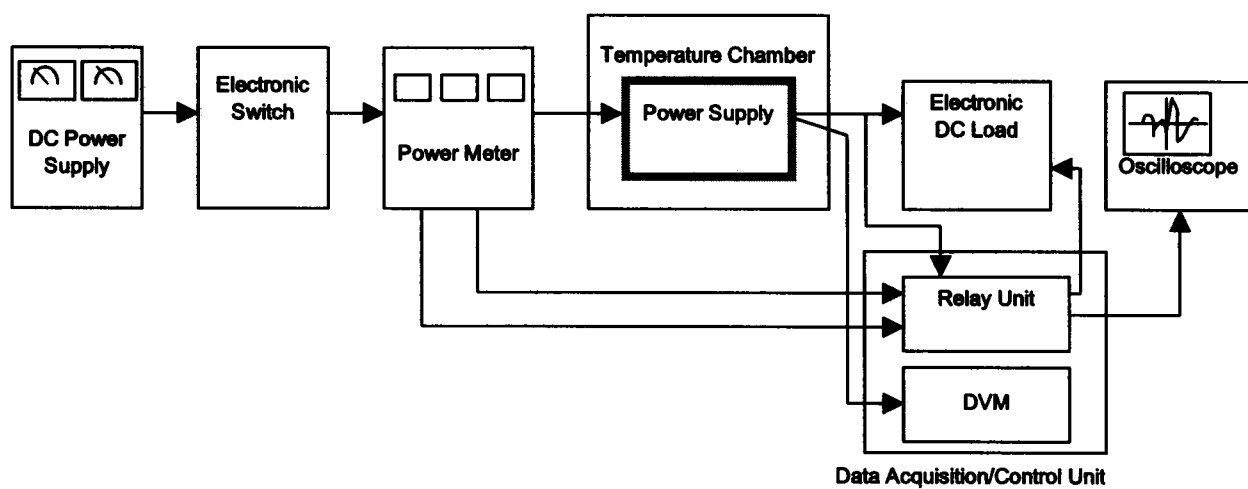 DC Power
Supply
Electronic
Switch
Power Meter
Temperature Chamber
Power Supply
Electronic
DC Load
Oscilloscope
Relay Unit
DVM
Data Acquisition/Control Unit